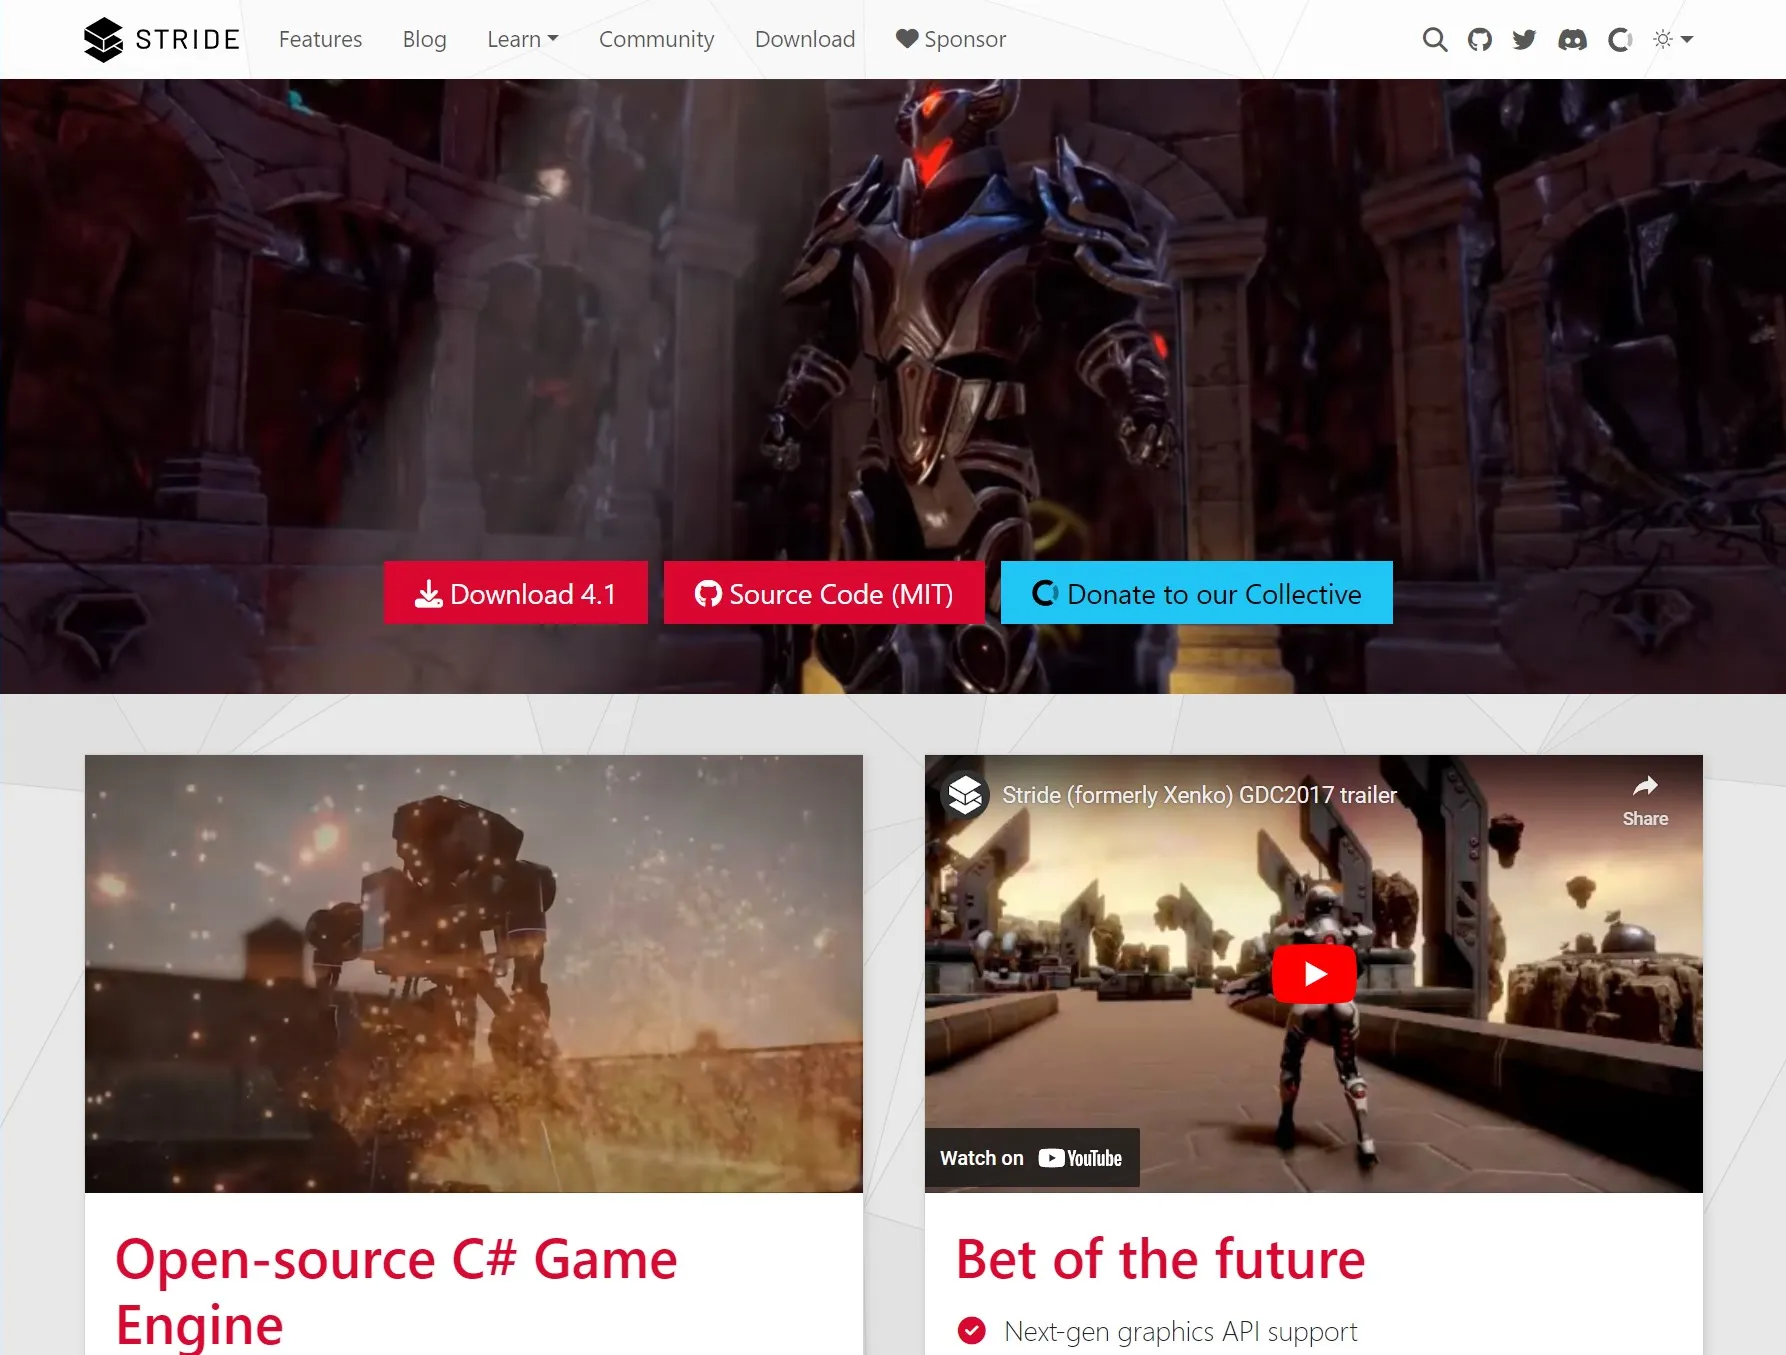 STRIDE Features Blog Learn Community Download Sponsor
Download 4.1
Source Code (MIT)
Donate to our Collective
Stride (formerly Xenko) GDC2017 trailer
Share
Watch on YouTube
Open-source C# Game
Engine
Bet of the future
Next-gen graphics API support